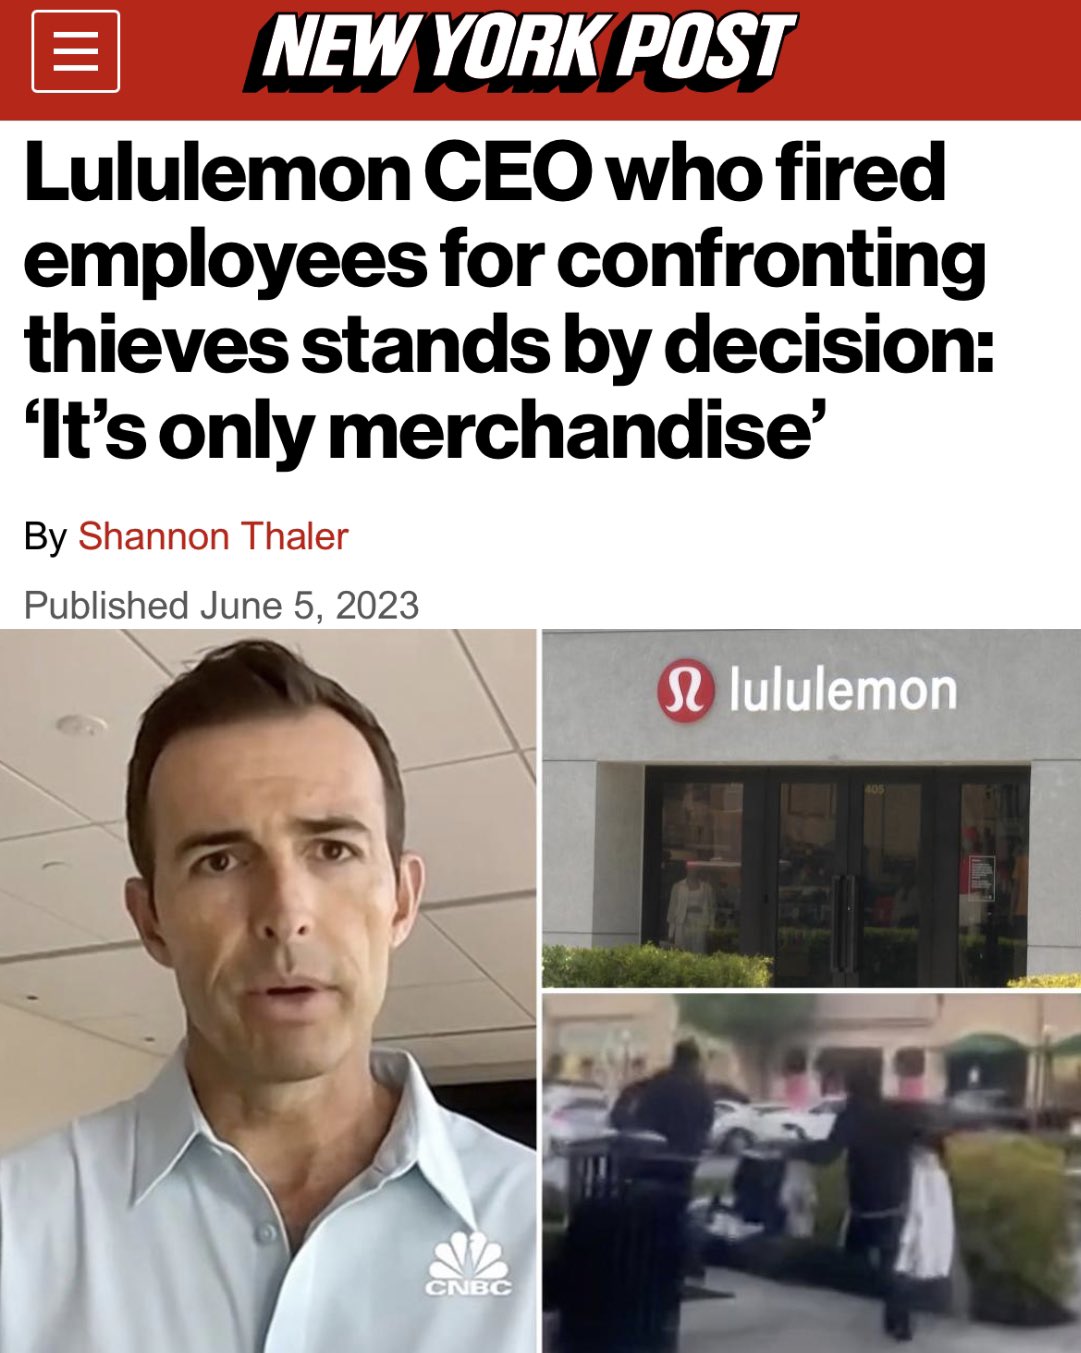 NEW YORK POST
Lululemon CEO who fired
employees for confronting
thieves stands by decision:
‘It’s only merchandise’
By Shannon Thaler
Published June 5, 2023
lululemon
405
CNBC